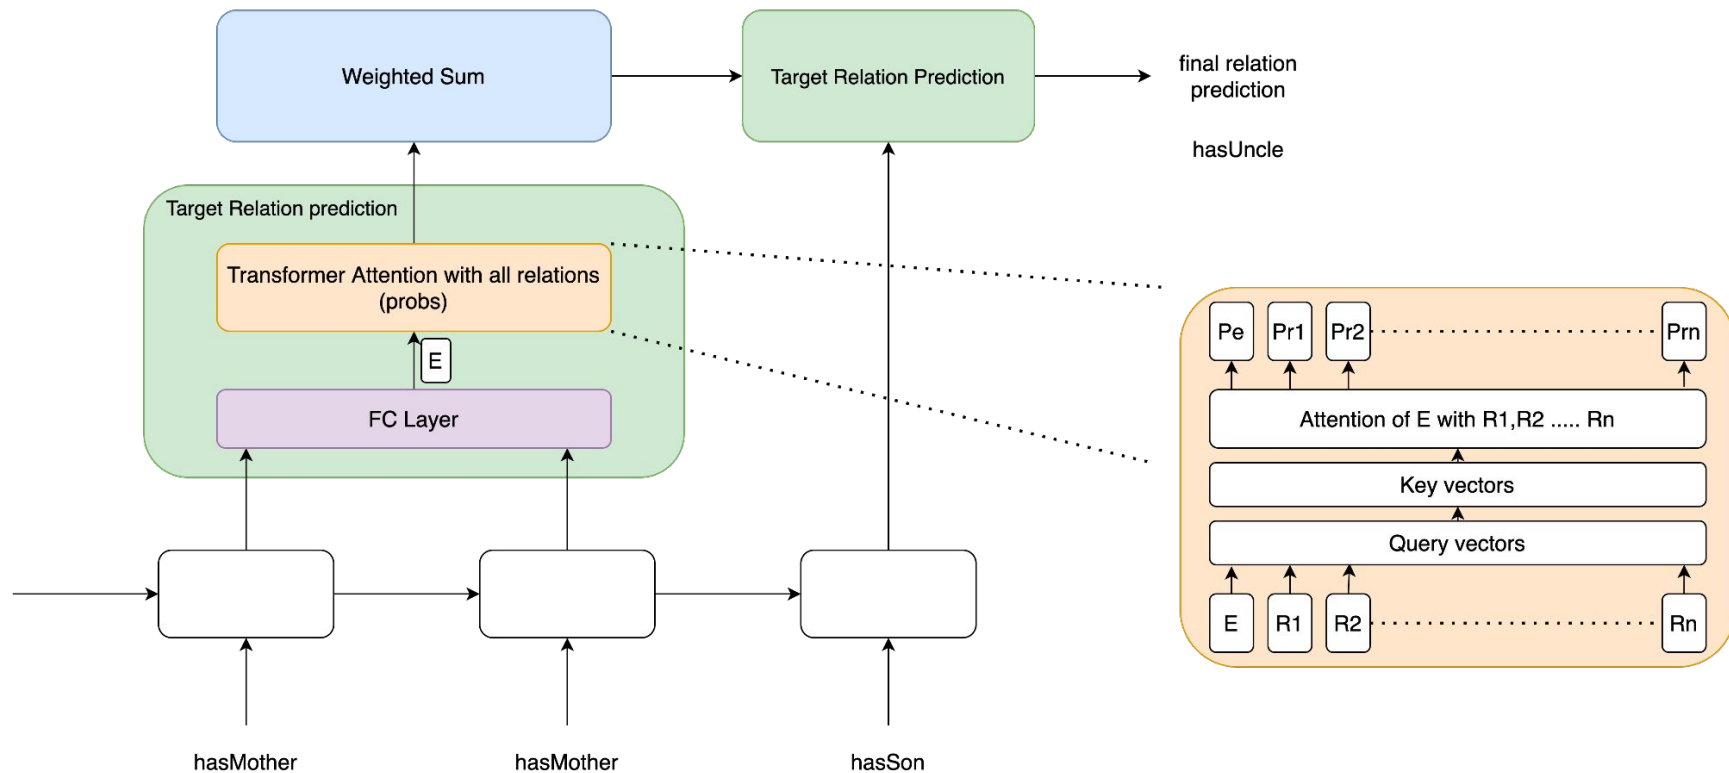 Weighted Sum
Target Relation Prediction
final relation
prediction
hasUncle
Target Relation prediction
Transformer Attention with all relations
(probs)
E
FC Layer
hasMother
hasMother
hasSon
Pe Pr1 Pr2 Prn
Attention of E with R1,R2 ..... Rn
Key vectors
Query vectors
E R1 R2 Rn